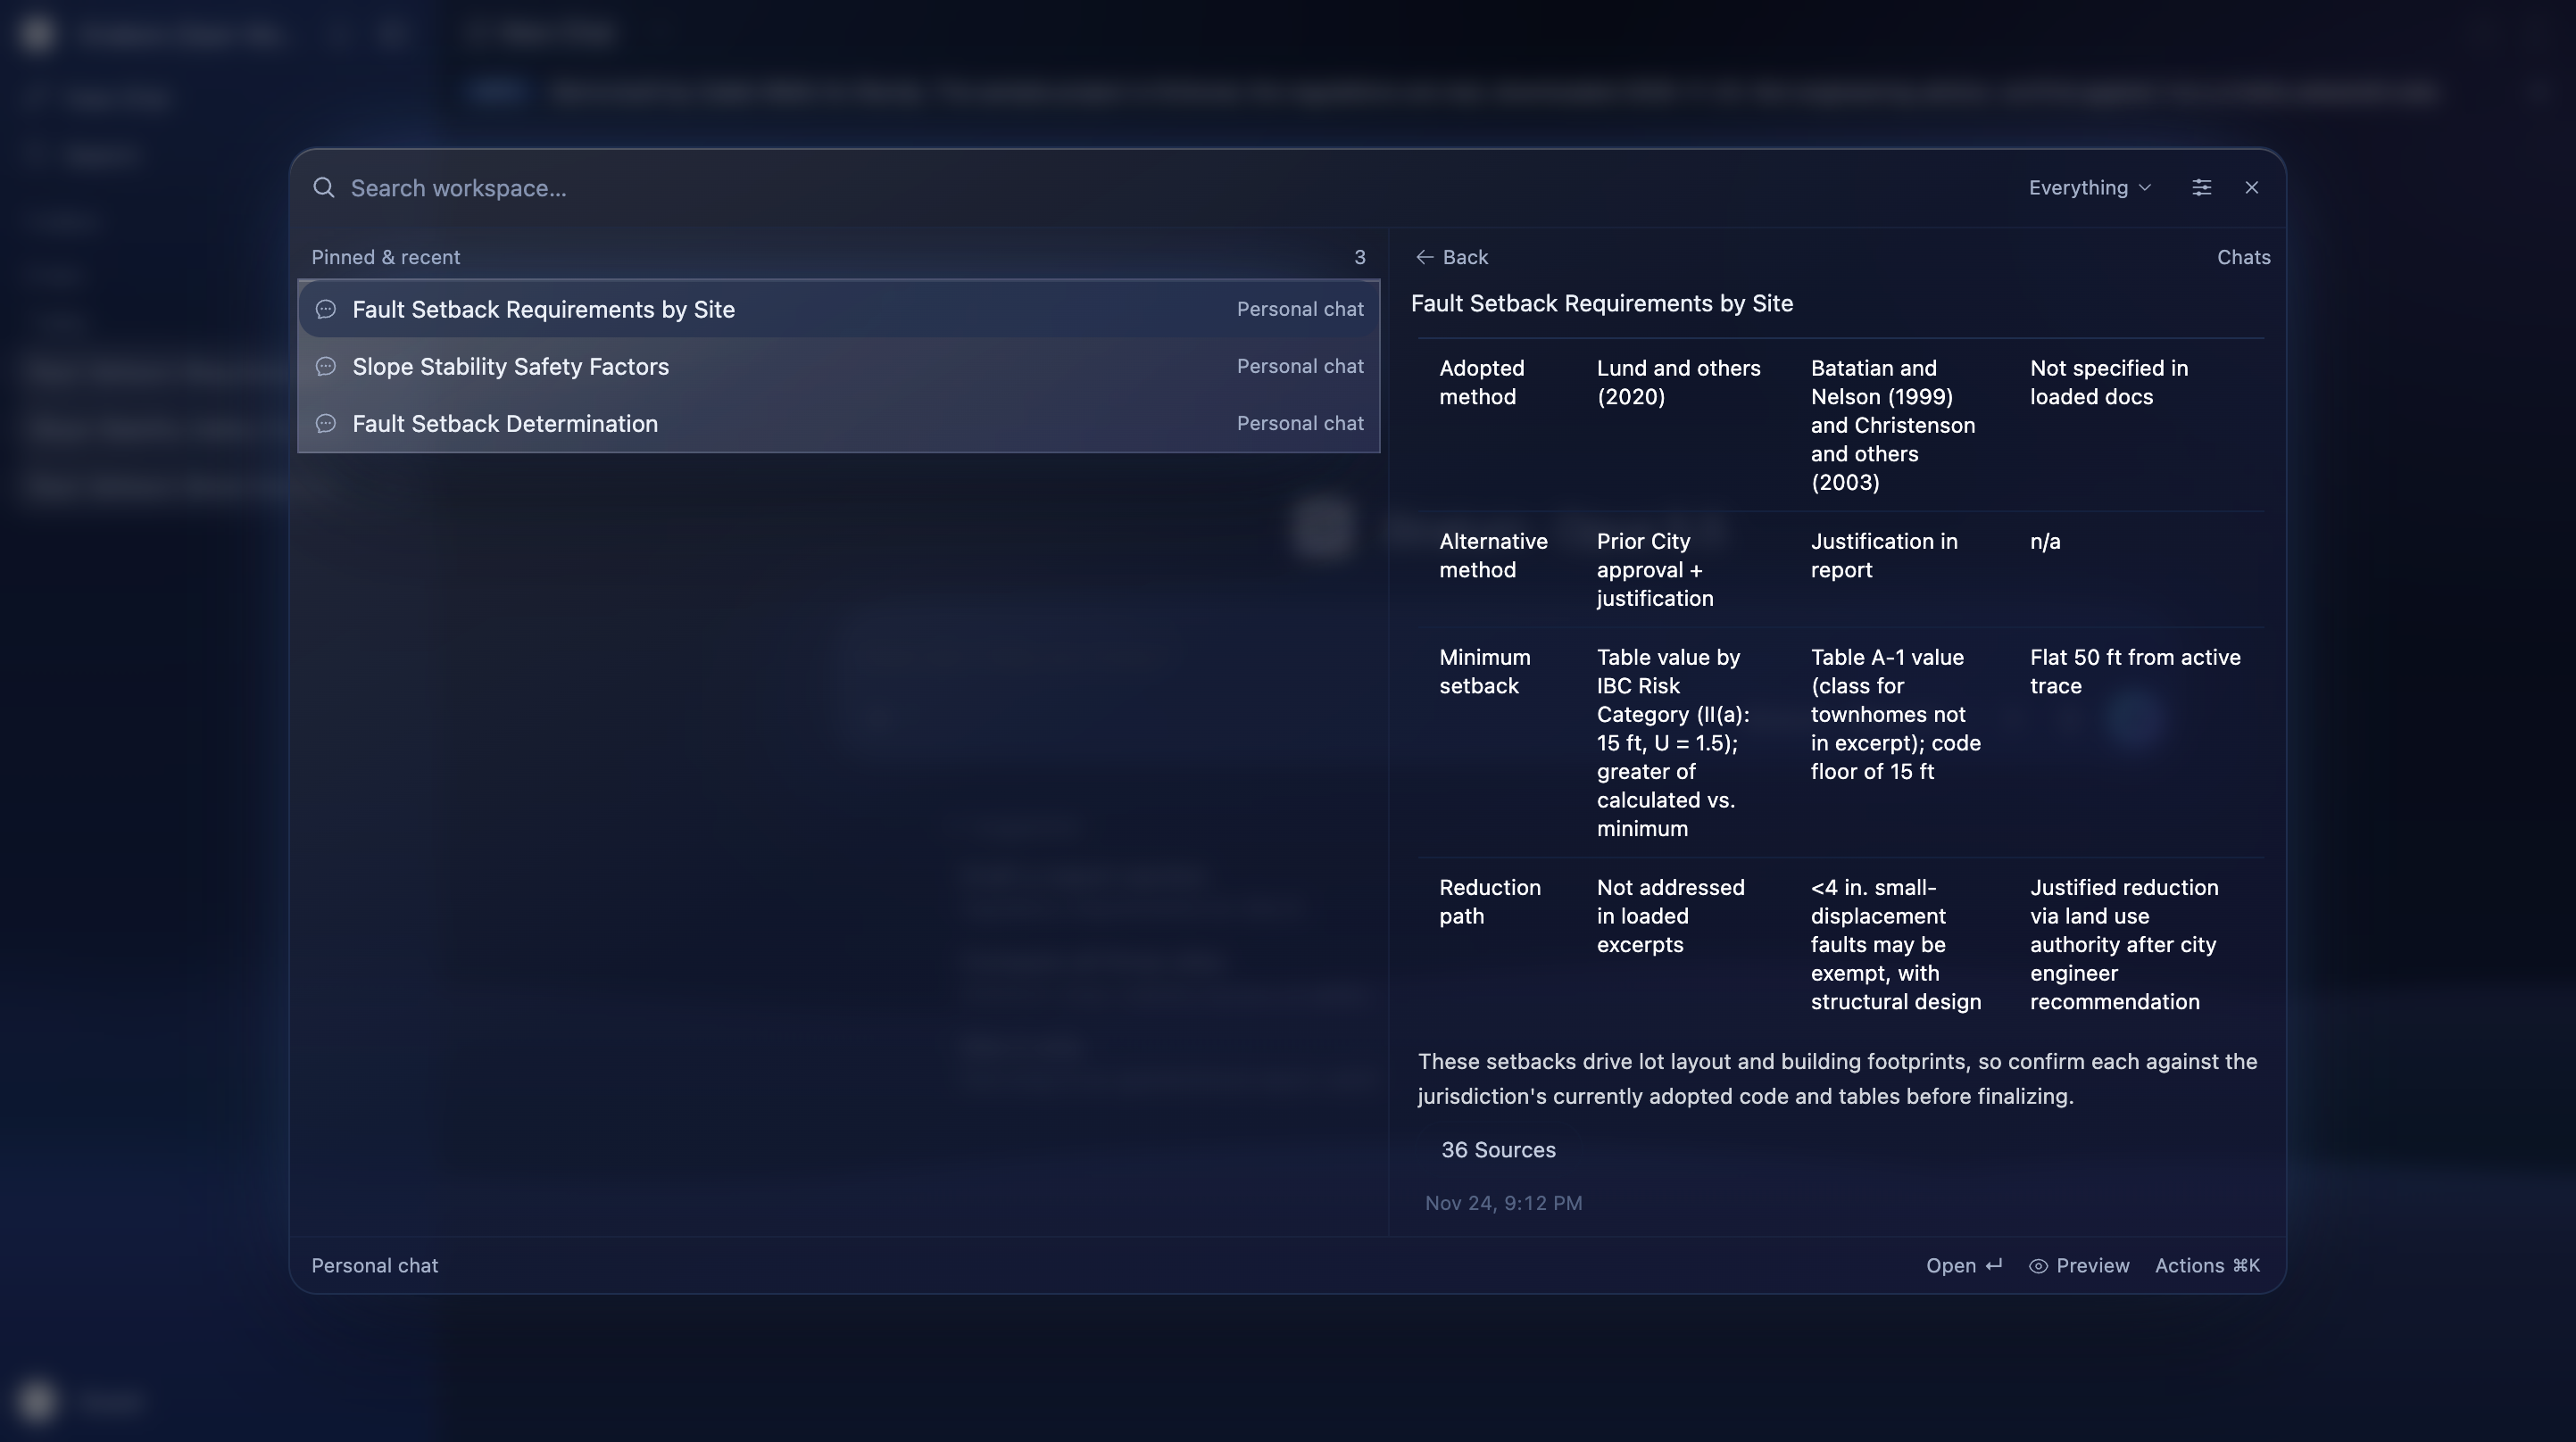 Search workspace...
Everything
Pinned & recent
3
Fault Setback Requirements by Site
Personal chat
Slope Stability Safety Factors
Personal chat
Fault Setback Determination
Personal chat
Back
Chats
Fault Setback Requirements by Site
Adopted
method
Lund and others
(2020)
Batatian and
Nelson (1999)
and Christenson
and others
(2003)
Not specified in
loaded docs
Alternative
method
Prior City
approval +
justification
Justification in
report
n/a
Minimum
setback
Table value by
IBC Risk
Category (II(a):
15 ft, U = 1.5);
greater of
calculated vs.
minimum
Table A-1 value
(class for
townhomes not
in excerpt); code
floor of 15 ft
Flat 50 ft from active
trace
Reduction
path
Not addressed
in loaded
excerpts
<4 in. small-
displacement
faults may be
exempt, with
structural design
Justified reduction
via land use
authority after city
engineer
recommendation
These setbacks drive lot layout and building footprints, so confirm each against the
jurisdiction's currently adopted code and tables before finalizing.
36 Sources
Nov 24, 9:12 PM
Personal chat
Open ↵
Preview
Actions ⌘K